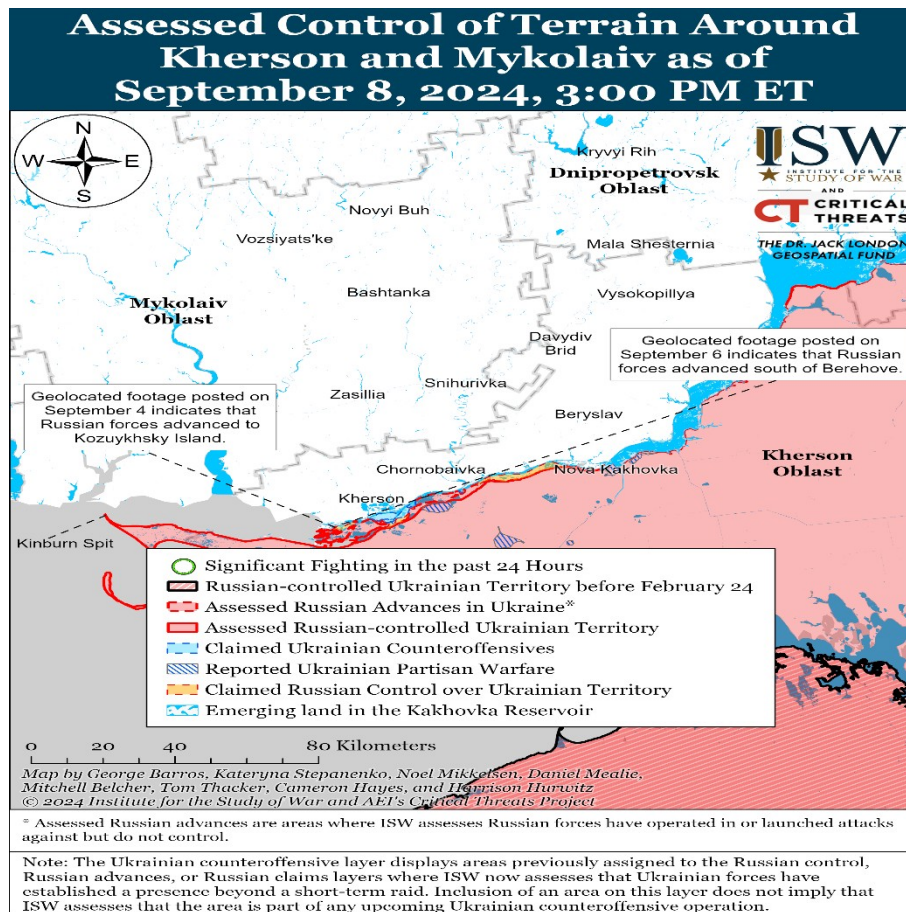 Assessed Control of Terrain Around
Kherson and Mykolaiv as of
September 8, 2024, 3:00 PM ET
N
W E
S
ISW
INSTITUTE FOR THE
STUDY OF WAR
AND
CT CRITICAL
THREATS
THE DR. JACK LONDON
GEOSPATIAL FUND
Kryvyi Rih
Dnipropetrovsk
Oblast
Novyi Buh
Vozsiyats'ke
Mala Shesternia
Bashtanka
Vysokopillya
Mykolaiv
Oblast
Davydiv
Brid
Geolocated footage posted on
September 6 indicates that Russian
forces advanced south of Berehove.
Snihurivka
Zasillia
Geolocated footage posted on
September 4 indicates that
Russian forces advanced to
Kozuykhsky Island.
Beryslav
Kherson
Oblast
Chornobaivka
Nova Kakhovka
Kherson
Kinburn Spit
Significant Fighting in the past 24 Hours
Russian-controlled Ukrainian Territory before February 24
Assessed Russian Advances in Ukraine*
Assessed Russian-controlled Ukrainian Territory
Claimed Ukrainian Counteroffensives
Reported Ukrainian Partisan Warfare
Claimed Russian Control over Ukrainian Territory
Emerging land in the Kakhovka Reservoir
0 20 40 80 Kilometers
Map by George Barros, Kateryna Stepanenko, Noel Mikkelsen, Daniel Mealie,
Mitchell Belcher, Tom Thacker, Cameron Hayes, and Harrison Hurwitz
© 2024 Institute for the Study of War and AEI's Critical Threats Project
* Assessed Russian advances are areas where ISW assesses Russian forces have operated in or launched attacks
against but do not control.
Note: The Ukrainian counteroffensive layer displays areas previously assigned to the Russian control,
Russian advances, or Russian claims layers where ISW now assesses that Ukrainian forces have
established a presence beyond a short-term raid. Inclusion of an area on this layer does not imply that
ISW assesses that the area is part of any upcoming Ukrainian counteroffensive operation.